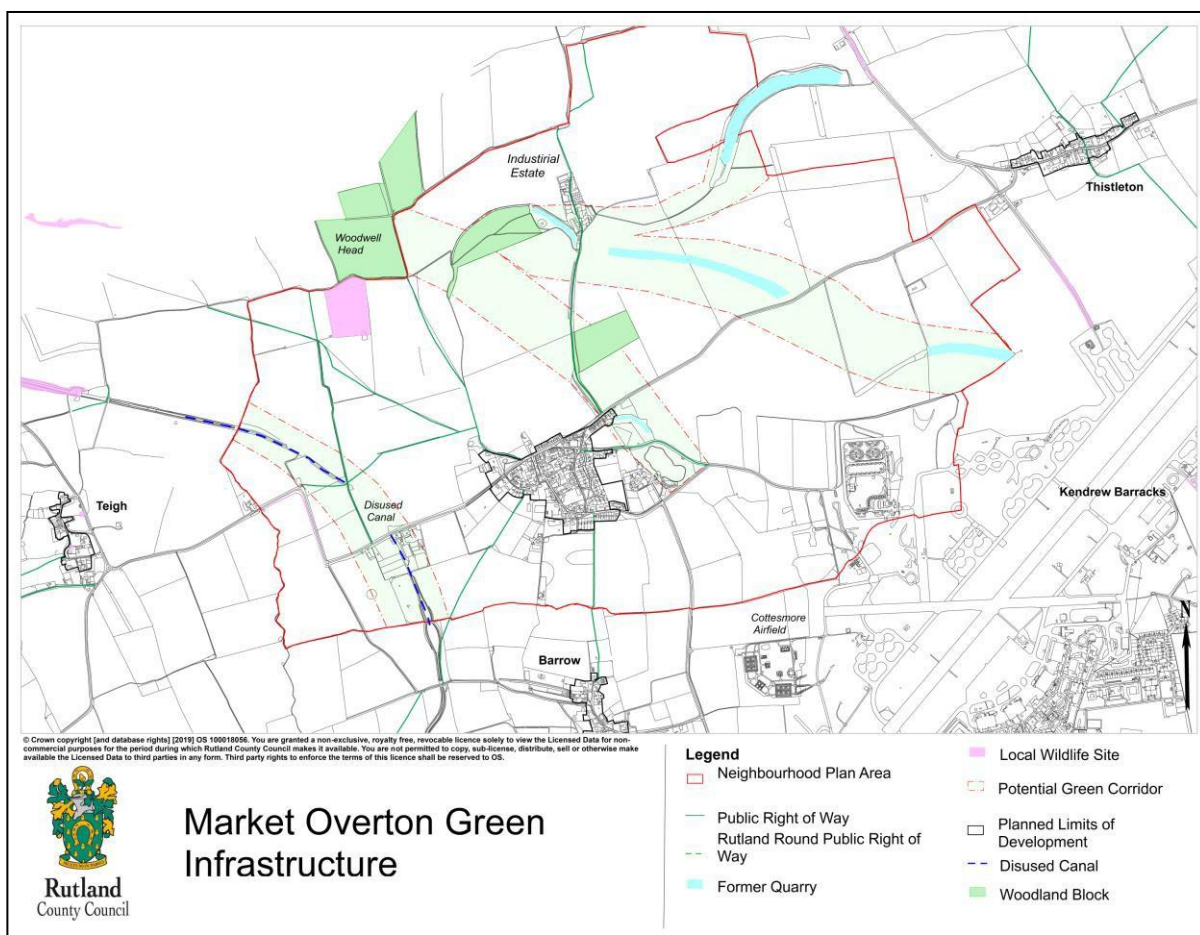 Industirial
Estate
Thistleton
Woodwell
Head
Teigh
Disused
Canal
Kendrew Barracks
Cottesmore
Airfield
Barrow
N
© Crown copyright [and database rights] [2019] OS 100018056. You are granted a non-exclusive, royalty free, revocable licence solely to view the Licensed Data for non-
commercial purposes for the period during which Rutland County Council makes it available. You are not permitted to copy, sub-license, distribute, sell or otherwise make
available the Licensed Data to third parties in any form. Third party rights to enforce the terms of this licence shall be reserved to OS.
Rutland
County Council
Market Overton Green
Infrastructure
Legend
Neighbourhood Plan Area
Public Right of Way
Rutland Round Public Right of
Way
Former Quarry
Local Wildlife Site
Potential Green Corridor
Planned Limits of
Development
Disused Canal
Woodland Block